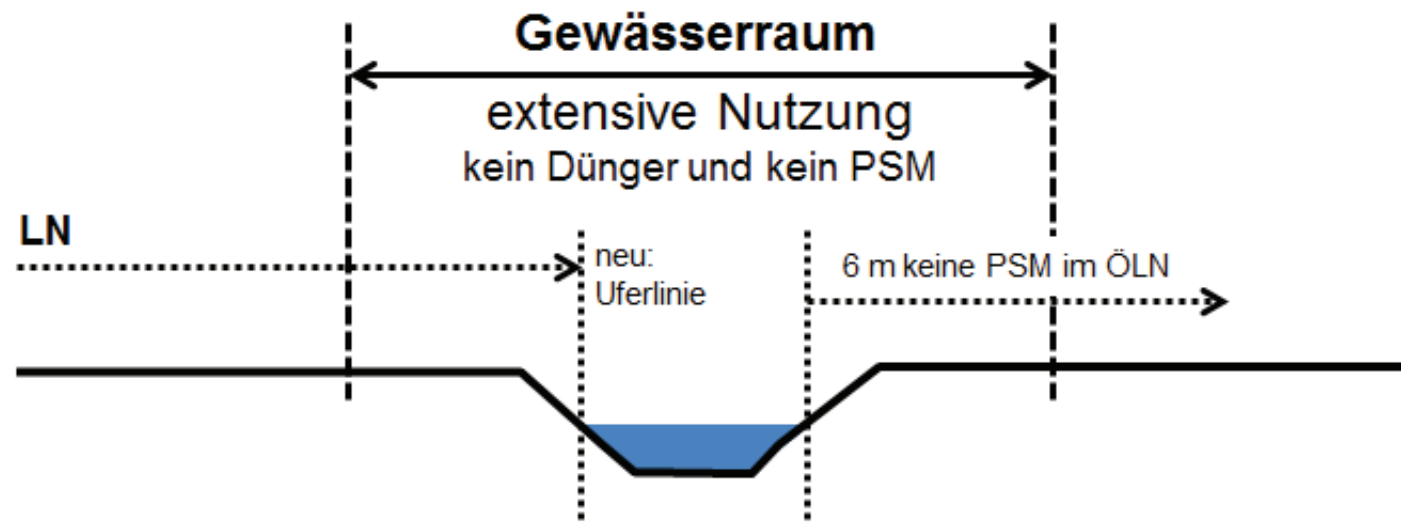 Gewässerraum
extensive Nutzung
kein Dünger und kein PSM
LN
neu:
Uferlinie
6 m keine PSM im ÖLN